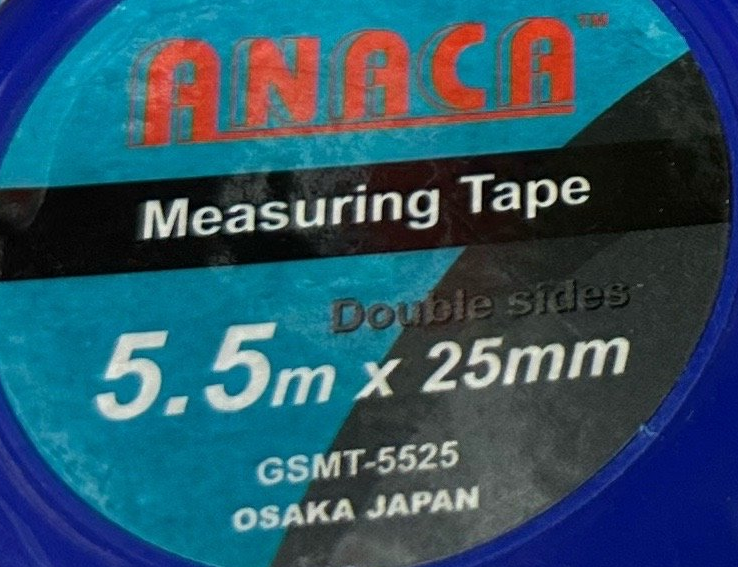 ANACA™
Measuring Tape
Double sides
5.5m x 25mm
GSMT-5525
OSAKA JAPAN